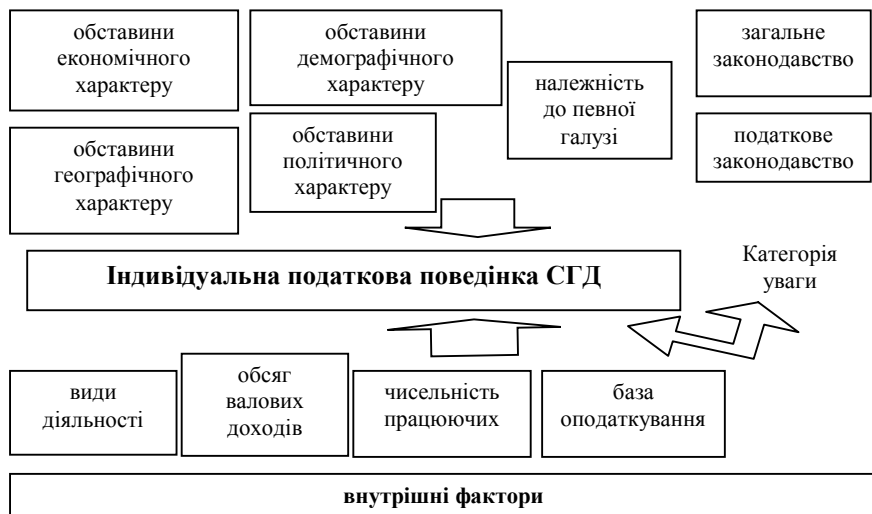 обставини
економічного
характеру
обставини
демографічного
характеру
належність
до певної
галузі
загальне
законодавство
обставини
географічного
характеру
обставини
політичного
характеру
податкове
законодавство
Індивідуальна податкова поведінка СГД
Категорія
уваги
види
діяльності
обсяг
валових
доходів
чисельність
працюючих
база
оподаткування
внутрішні фактори